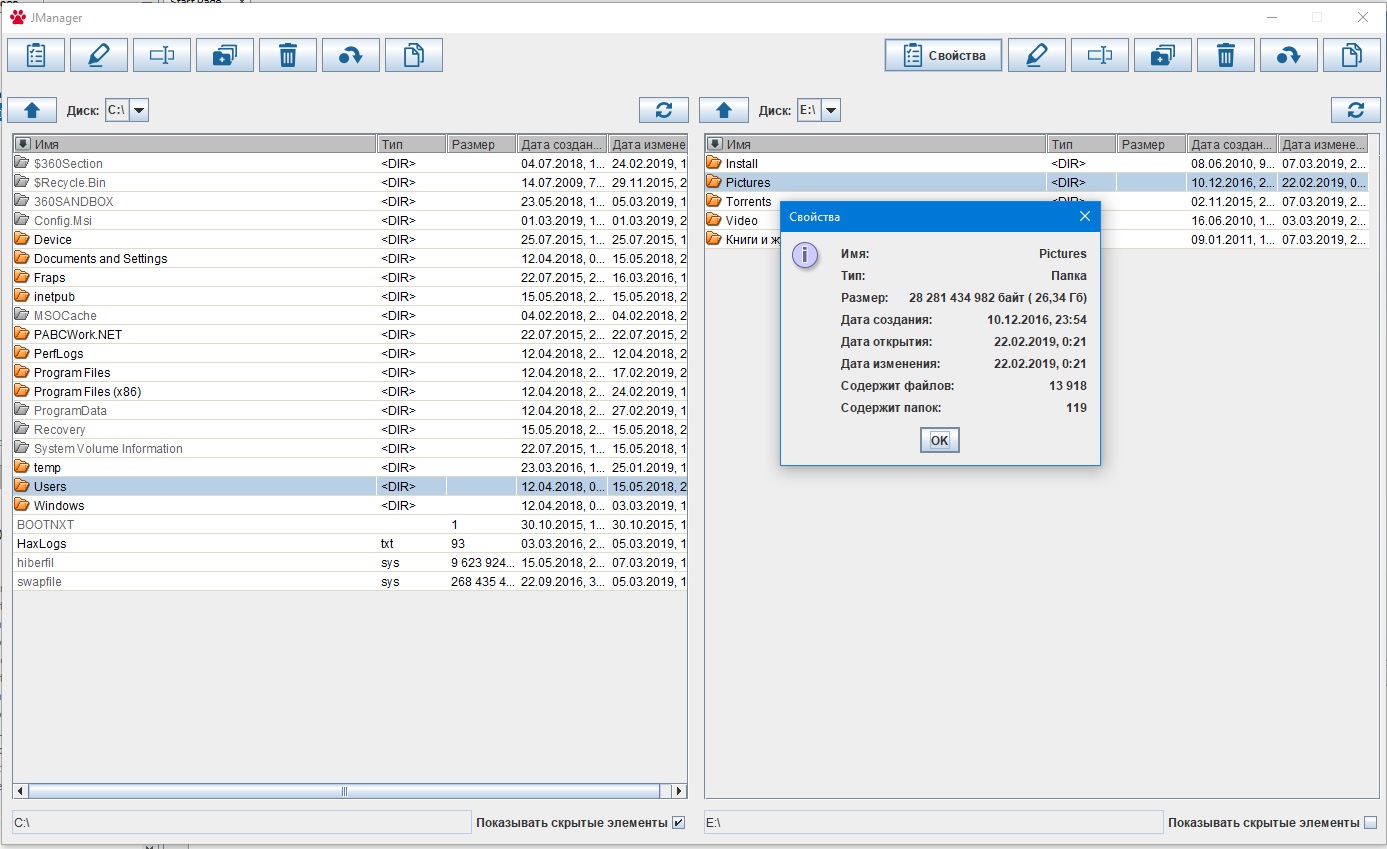 Start Page
JManager
Свойства
Диск: C:\
Диск: E:\
Имя Тип Размер Дата создан... Дата измене
$360Section <DIR> 04.07.2018, 1... 24.02.2019, 1
$Recycle.Bin <DIR> 14.07.2009, 7... 29.11.2015, 2
360SANDBOX <DIR> 23.05.2018, 1... 05.03.2019, 1
Config.Msi <DIR> 01.03.2019, 1... 01.03.2019, 2
Device <DIR> 25.07.2015, 1... 25.07.2015, 1
Documents and Settings <DIR> 12.04.2018, 0... 15.05.2018, 2
Fraps <DIR> 22.07.2015, 2... 16.03.2016, 1
inetpub <DIR> 15.05.2018, 2... 15.05.2018, 2
MSOCache <DIR> 04.02.2018, 2... 04.02.2018, 2
PABCWork.NET <DIR> 22.07.2015, 2... 22.07.2015, 2
PerfLogs <DIR> 12.04.2018, 2... 12.04.2018, 2
Program Files <DIR> 12.04.2018, 2... 17.02.2019, 2
Program Files (x86) <DIR> 12.04.2018, 2... 24.02.2019, 1
ProgramData <DIR> 12.04.2018, 2... 27.02.2019, 1
Recovery <DIR> 12.04.2018, 2... 15.05.2018, 1
System Volume Information <DIR> 22.07.2015, 1... 15.05.2018, 1
temp <DIR> 23.03.2016, 1... 25.01.2019, 1
Users <DIR> 12.04.2018, 0... 15.05.2018, 2
Windows <DIR> 12.04.2018, 0... 03.03.2019, 1
BOOTNXT 1 30.10.2015, 1... 30.10.2015, 1
HaxLogs txt 93 03.03.2016, 2... 05.03.2019, 1
hiberfil sys 9 623 924... 15.05.2018, 2... 07.03.2019, 1
swapfile sys 268 435 4... 22.09.2016, 3... 05.03.2019, 1
C:\ Показывать скрытые элементы
Имя Тип Размер Дата создан... Дата измене...
Install <DIR> 08.06.2010, 9... 07.03.2019, 2...
Pictures <DIR> 10.12.2016, 2... 22.02.2019, 0...
Torrents <DIR> 02.11.2015, 2... 07.03.2019, 2...
Video 16.06.2010, 1... 03.03.2019, 2...
Книги и ж 09.01.2011, 1... 07.03.2019, 2...
Свойства
Имя: Pictures
Тип: Папка
Размер: 28 281 434 982 байт ( 26,34 Гб)
Дата создания: 10.12.2016, 23:54
Дата открытия: 22.02.2019, 0:21
Дата изменения: 22.02.2019, 0:21
Содержит файлов: 13 918
Содержит папок: 119
OK
E:\ Показывать скрытые элементы